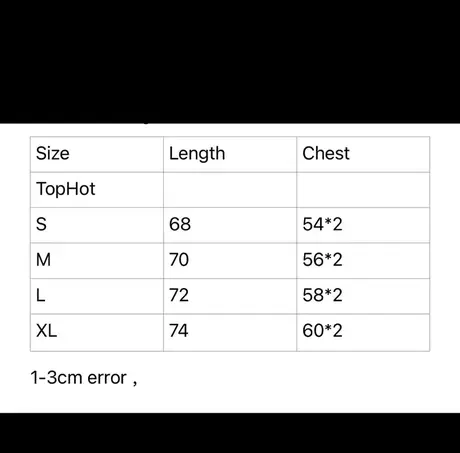 Size Length Chest
TopHot
S 68 54*2
M 70 56*2
L 72 58*2
XL 74 60*2
1-3cm error ,